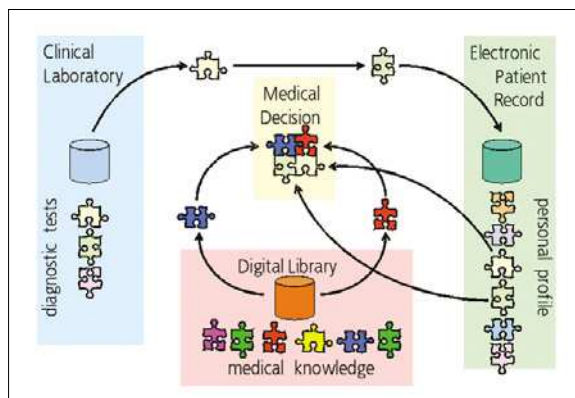 Clinical
Laboratory
diagnostic tests
Medical
Decision
Digital Library
medical knowledge
Electronic
Patient
Record
personal profile